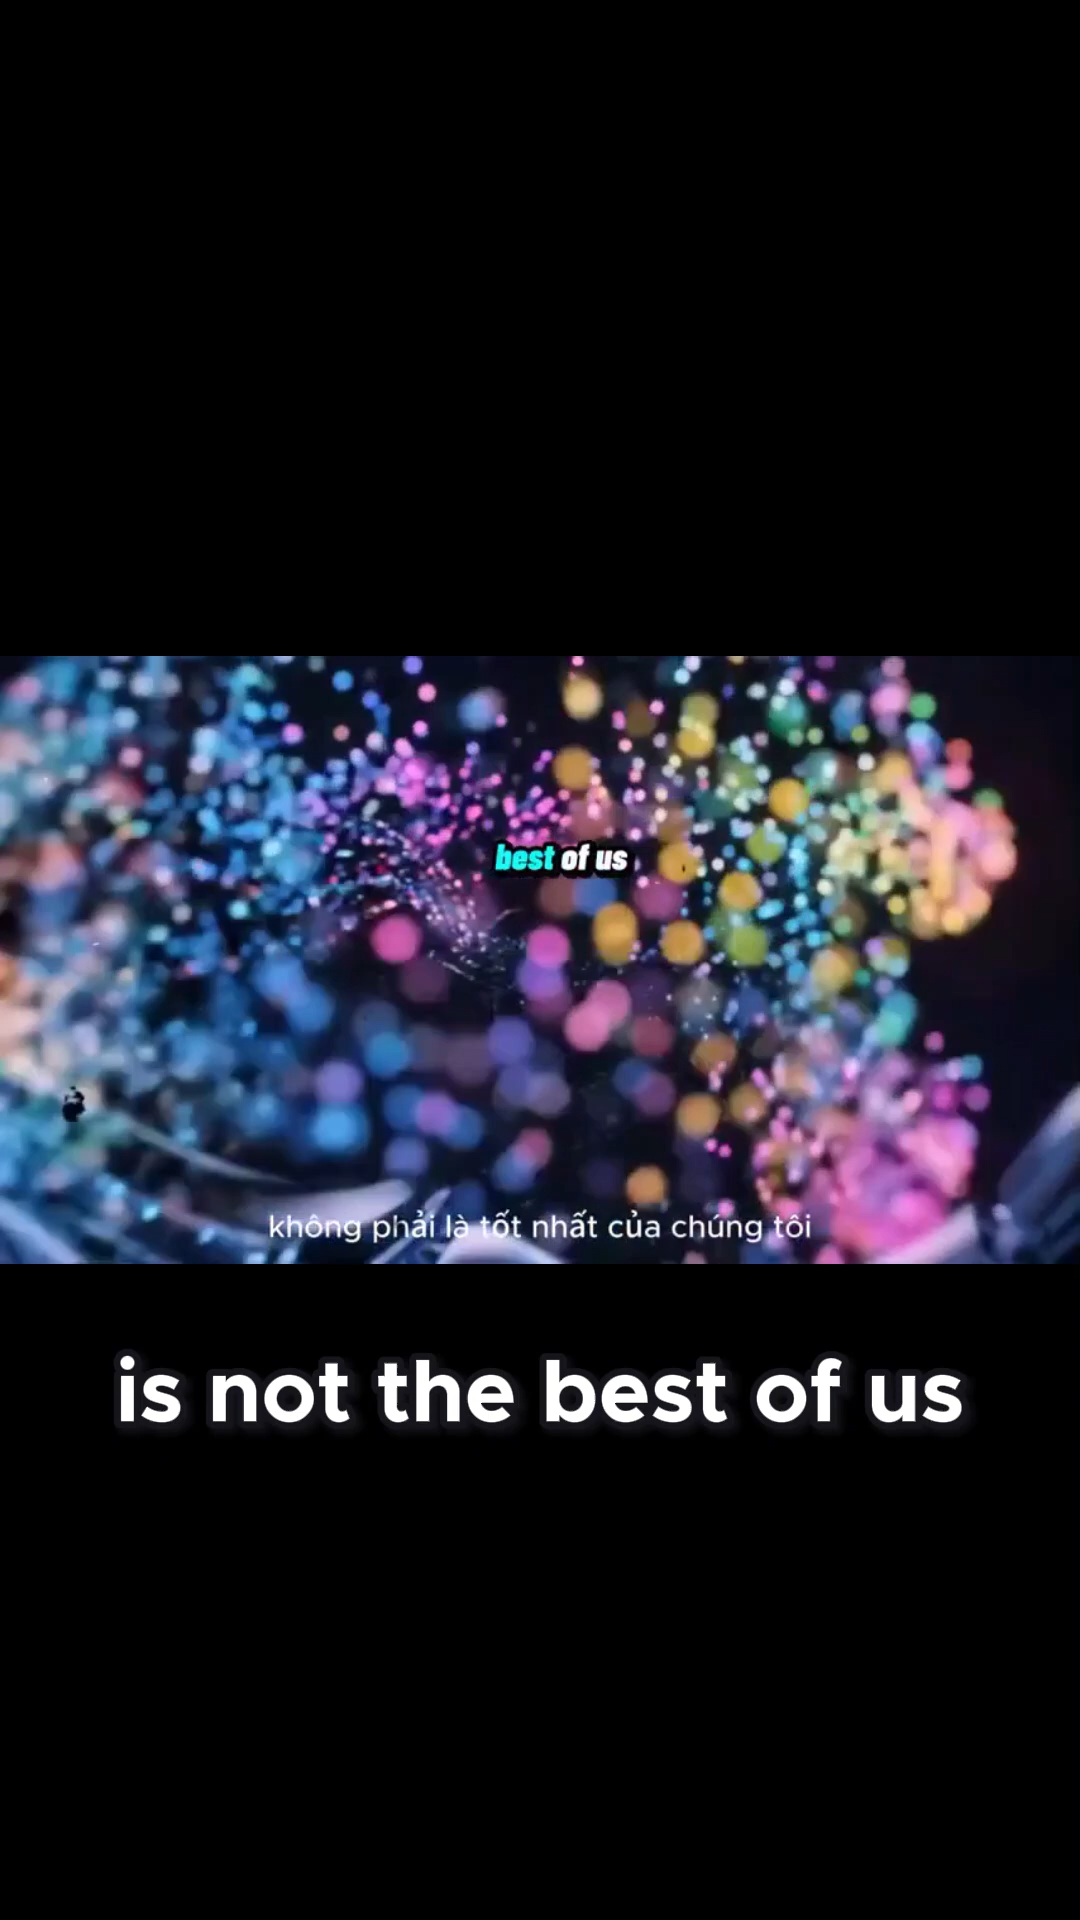 best of us
không phải là tốt nhất của chúng tôi
is not the best of us